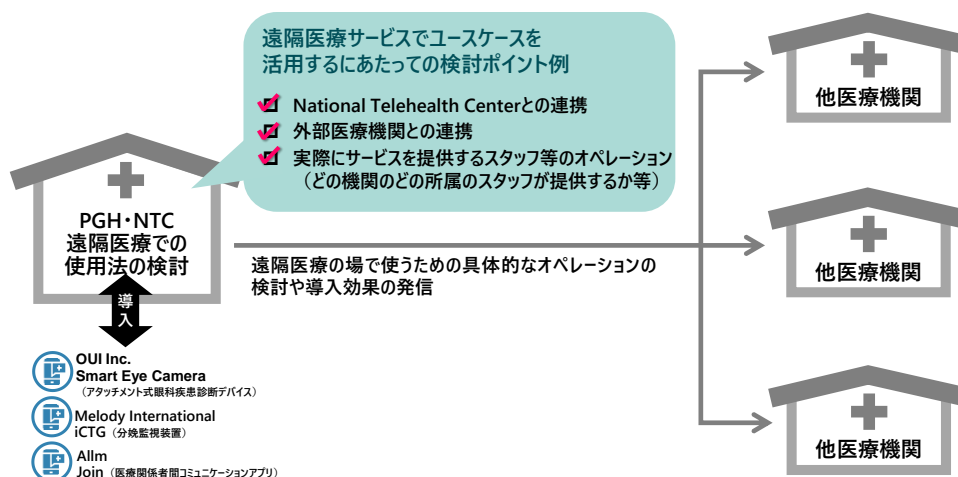 遠隔医療サービスでユースケースを
活用するにあたっての検討ポイント例
National Telehealth Centerとの連携
外部医療機関との連携
実際にサービスを提供するスタッフ等のオペレーション
（どの機関のどの所属のスタッフが提供するか等）
PGH・NTC
遠隔医療での
使用法の検討
導
入
遠隔医療の場で使うための具体的なオペレーションの
検討や導入効果の発信
OUI Inc.
Smart Eye Camera
（アタッチメント式眼科疾患診断デバイス）
Melody International
iCTG（分娩監視装置）
Allm
Join（医療関係者間コミュニケーションアプリ）
他医療機関
他医療機関
他医療機関